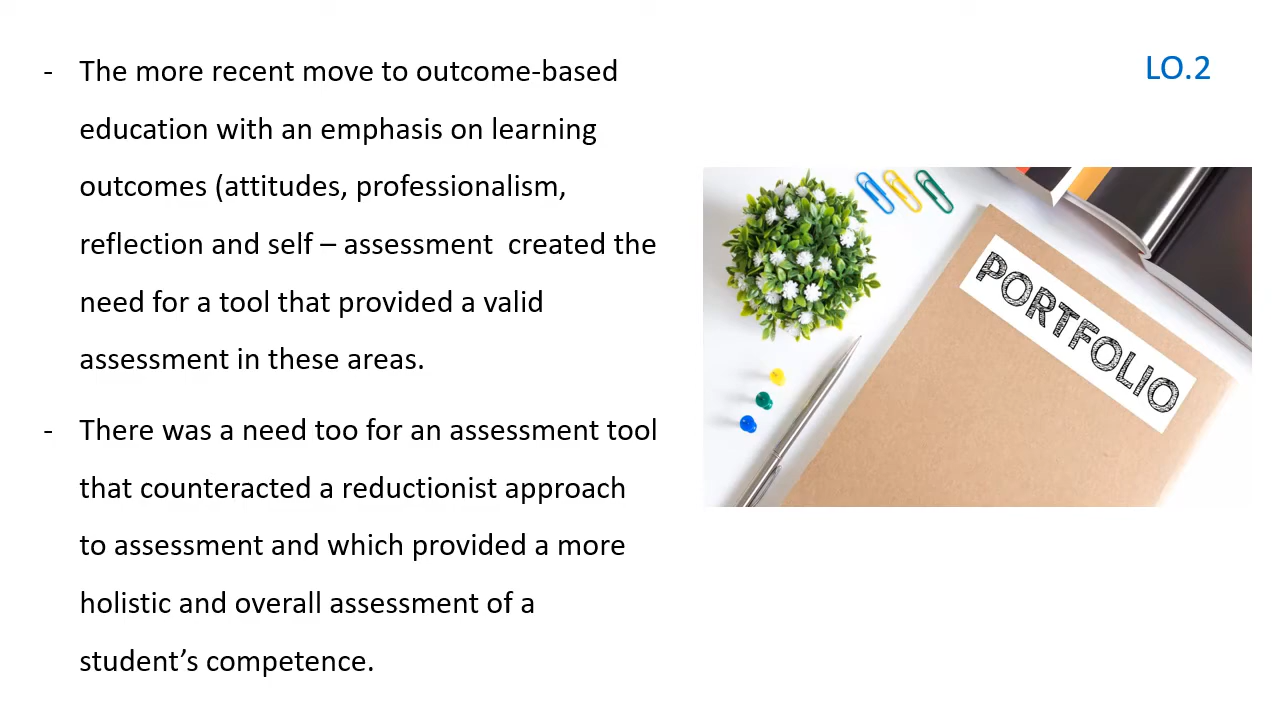 - The more recent move to outcome-based
education with an emphasis on learning
outcomes (attitudes, professionalism,
reflection and self – assessment  created the
need for a tool that provided a valid
assessment in these areas.
- There was a need too for an assessment tool
that counteracted a reductionist approach
to assessment and which provided a more
holistic and overall assessment of a
student’s competence.
LO.2
PORTFOLIO